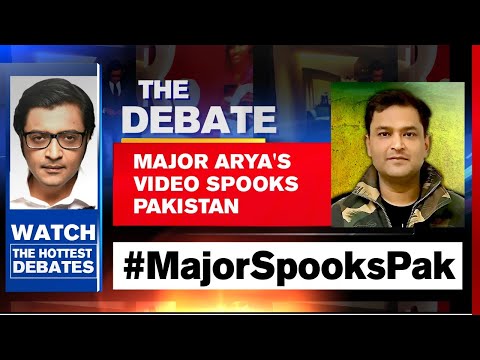 THE
DEBATE
MAJOR ARYA'S
VIDEO SPOOKS
PAKISTAN
WATCH
THE HOTTEST
DEBATES
#MajorSpooksPak